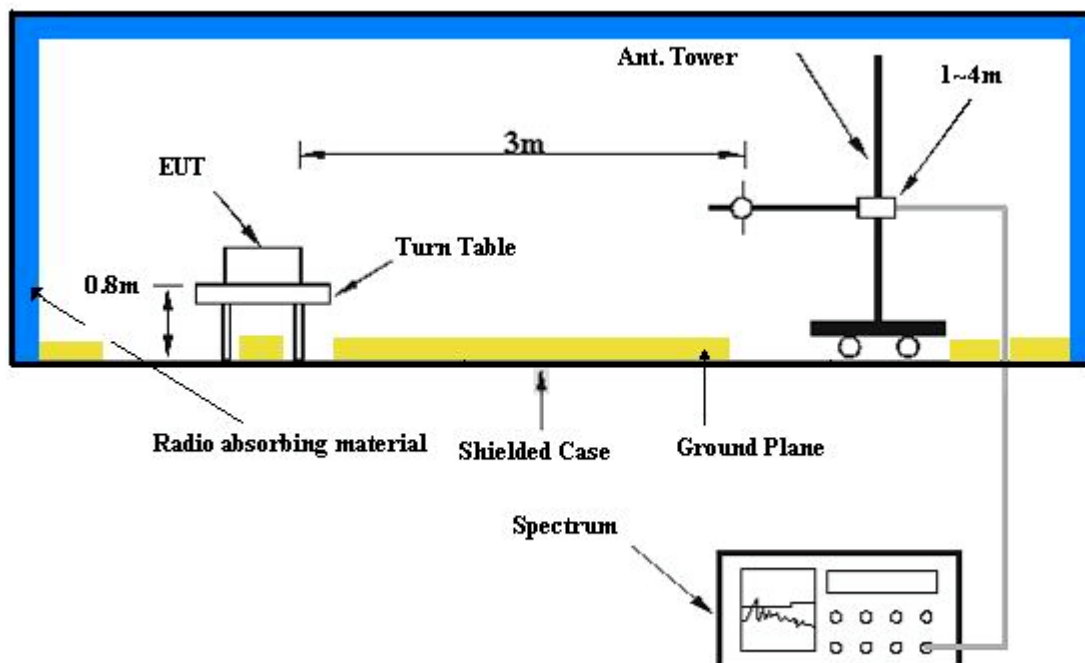 Ant. Tower
1~4m
3m
EUT
Turn Table
0.8m
Radio absorbing material
Shielded Case
Ground Plane
Spectrum